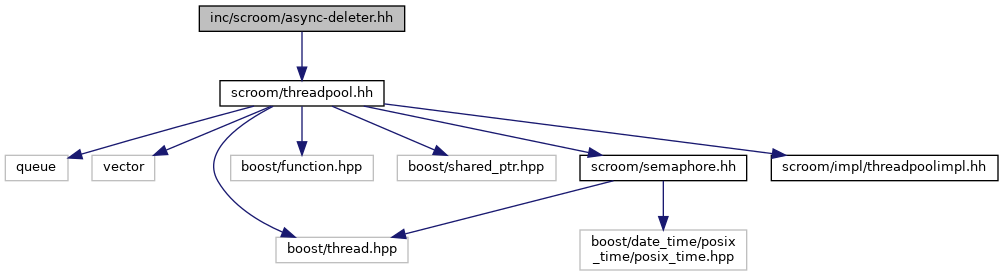 inc/scroom/async-deleter.hh
scroom/threadpool.hh
queue
vector
boost/function.hpp
boost/shared_ptr.hpp
scroom/semaphore.hh
scroom/impl/threadpoolimpl.hh
boost/thread.hpp
boost/date_time/posix
_time/posix_time.hpp